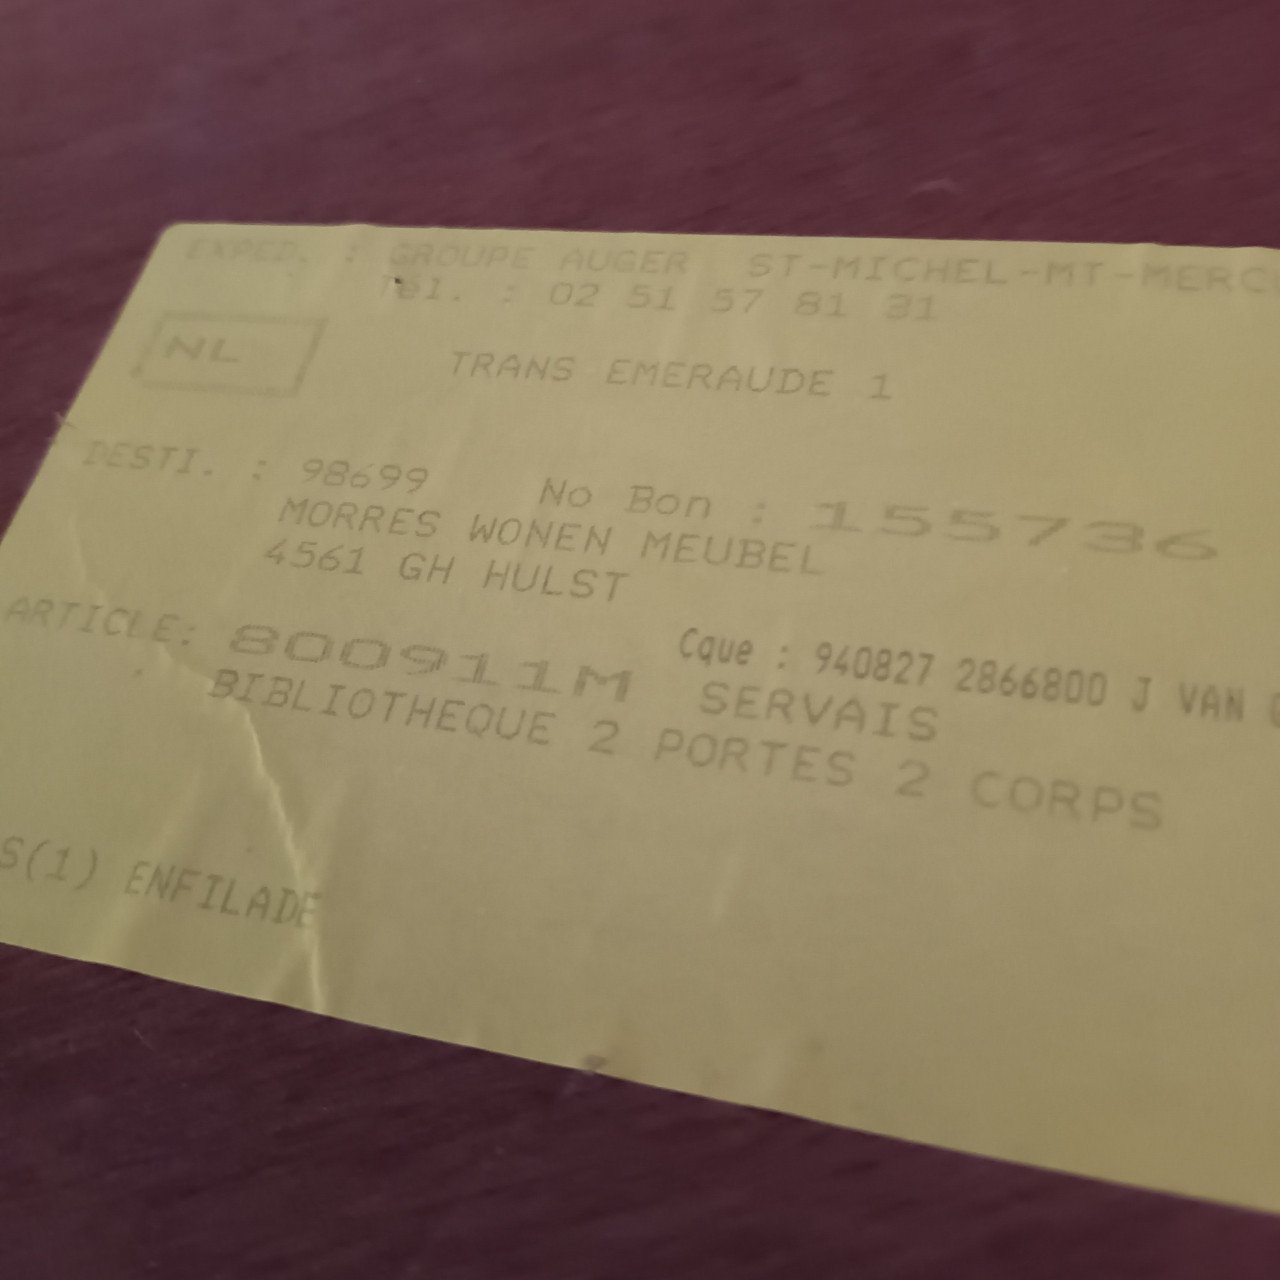 EXPED. : GROUPE AUGER ST-MICHEL-MT-MERC
Tél. : 02 51 57 81 31
NL
TRANS EMERAUDE 1
DESTI. : 98699 No Bon : 155736
MORRES WONEN MEUBEL
4561 GH HULST
ARTICLE: 800911M Cque : 940827 2866800 J VAN
SERVAIS
BIBLIOTHEQUE 2 PORTES 2 CORPS
S(1) ENFILADE